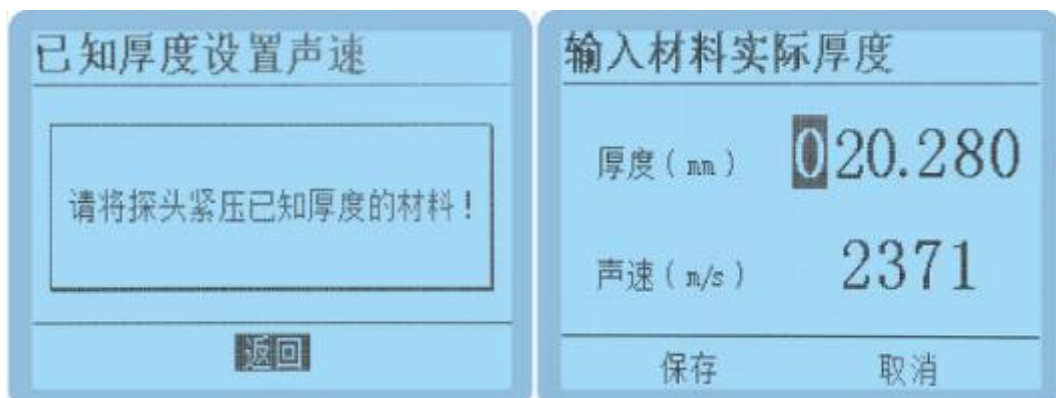 已知厚度设置声速
请将探头紧压已知厚度的材料！
返回
输入材料实际厚度
厚度（mm） 020.280
声速（m/s） 2371
保存 取消